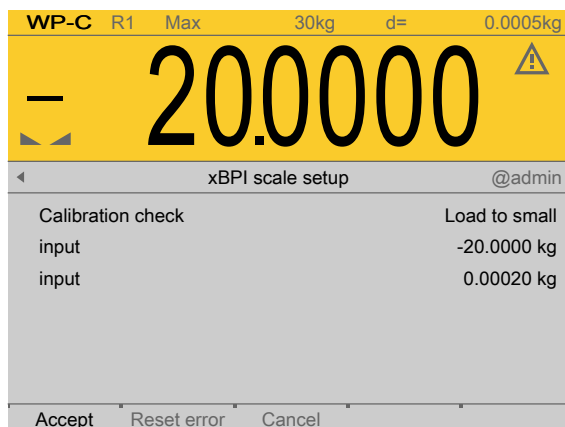 WP-C R1 Max 30kg d= 0.0005kg
– 20.0000
xBPI scale setup @admin
Calibration check Load to small
input -20.0000 kg
input 0.00020 kg
Accept Reset error Cancel